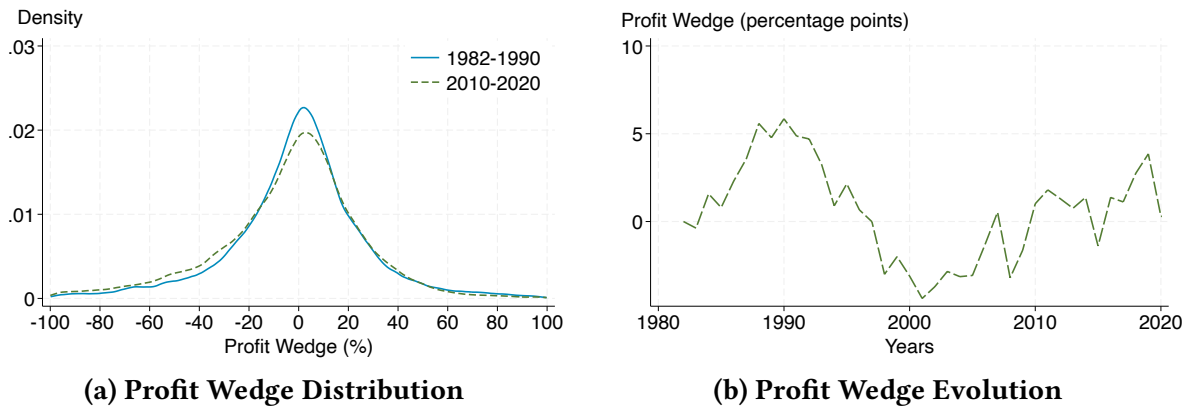 Density
.03
.02
.01
0
1982-1990
2010-2020
-100 -80 -60 -40 -20 0 20 40 60 80 100
Profit Wedge (%)
(a) Profit Wedge Distribution
Profit Wedge (percentage points)
10
5
0
1980 1990 2000 2010 2020
Years
(b) Profit Wedge Evolution